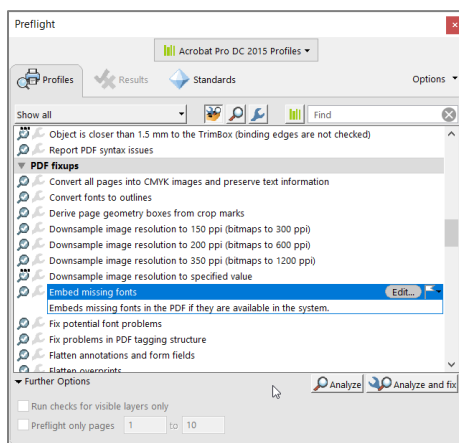 Preflight
Acrobat Pro DC 2015 Profiles
Profiles Results Standards Options
Show all Find
Object is closer than 1.5 mm to the TrimBox (binding edges are not checked)
Report PDF syntax issues
PDF fixups
Convert all pages into CMYK images and preserve text information
Convert fonts to outlines
Derive page geometry boxes from crop marks
Downsample image resolution to 150 ppi (bitmaps to 300 ppi)
Downsample image resolution to 200 ppi (bitmaps to 600 ppi)
Downsample image resolution to 350 ppi (bitmaps to 1200 ppi)
Downsample image resolution to specified value
Embed missing fonts Edit...
Embeds missing fonts in the PDF if they are available in the system.
Fix potential font problems
Fix problems in PDF tagging structure
Flatten annotations and form fields
Flatten overprints
Further Options Analyze Analyze and fix
Run checks for visible layers only
Preflight only pages 1 to 10